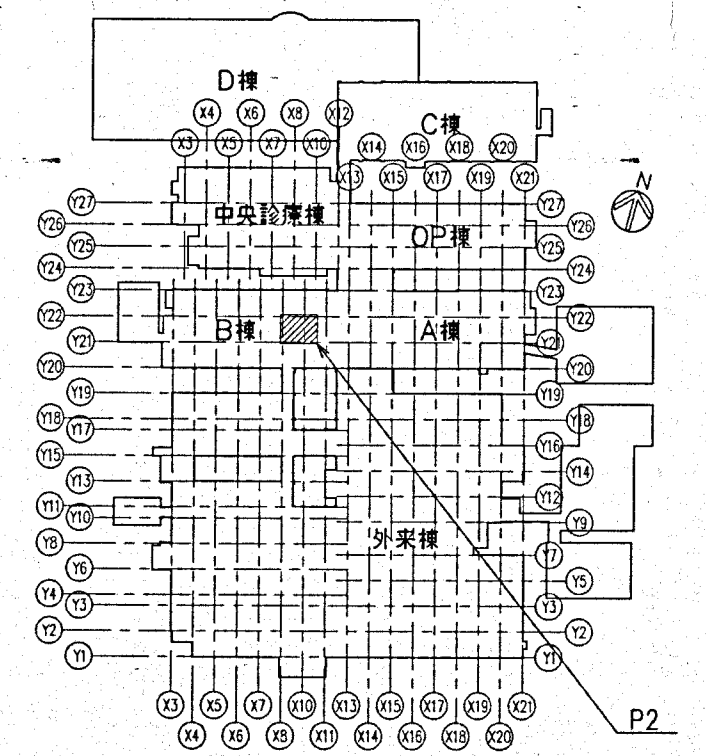 D棟
X4 X6 X8 X12
C棟
X3 X5 X7 X10
X14 X16 X18 X20
X13 X15 X17 X19 X21
N
Y27 中央診療棟 Y27
Y26 OP棟 Y26
Y25 Y25
Y24 Y24
Y23 Y23
Y22 B棟 A棟 Y22
Y21 Y21
Y20 Y20
Y19 Y19
Y18 Y18
Y17
Y16
Y15
Y14
Y13
Y12
Y11
Y10 Y9
Y8 外来棟
Y7
Y6 Y5
Y4
Y3 Y3
Y2 Y2
Y1 Y1
X3 X5 X7 X10 X13 X15 X17 X19 X21
X4 X6 X8 X11 X14 X16 X18 X20
P2